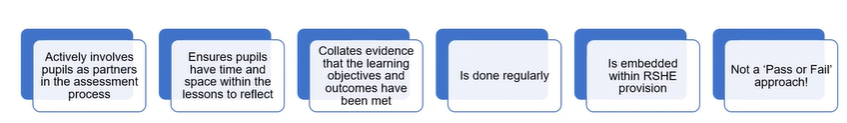 Actively involves
pupils as partners
in the assessment
process
Ensures pupils
have time and
space within the
lessons to reflect
Collates evidence
that the learning
objectives and
outcomes have
been met
Is done regularly
Is embedded
within RSHE
provision
Not a ‘Pass or Fail’
approach!